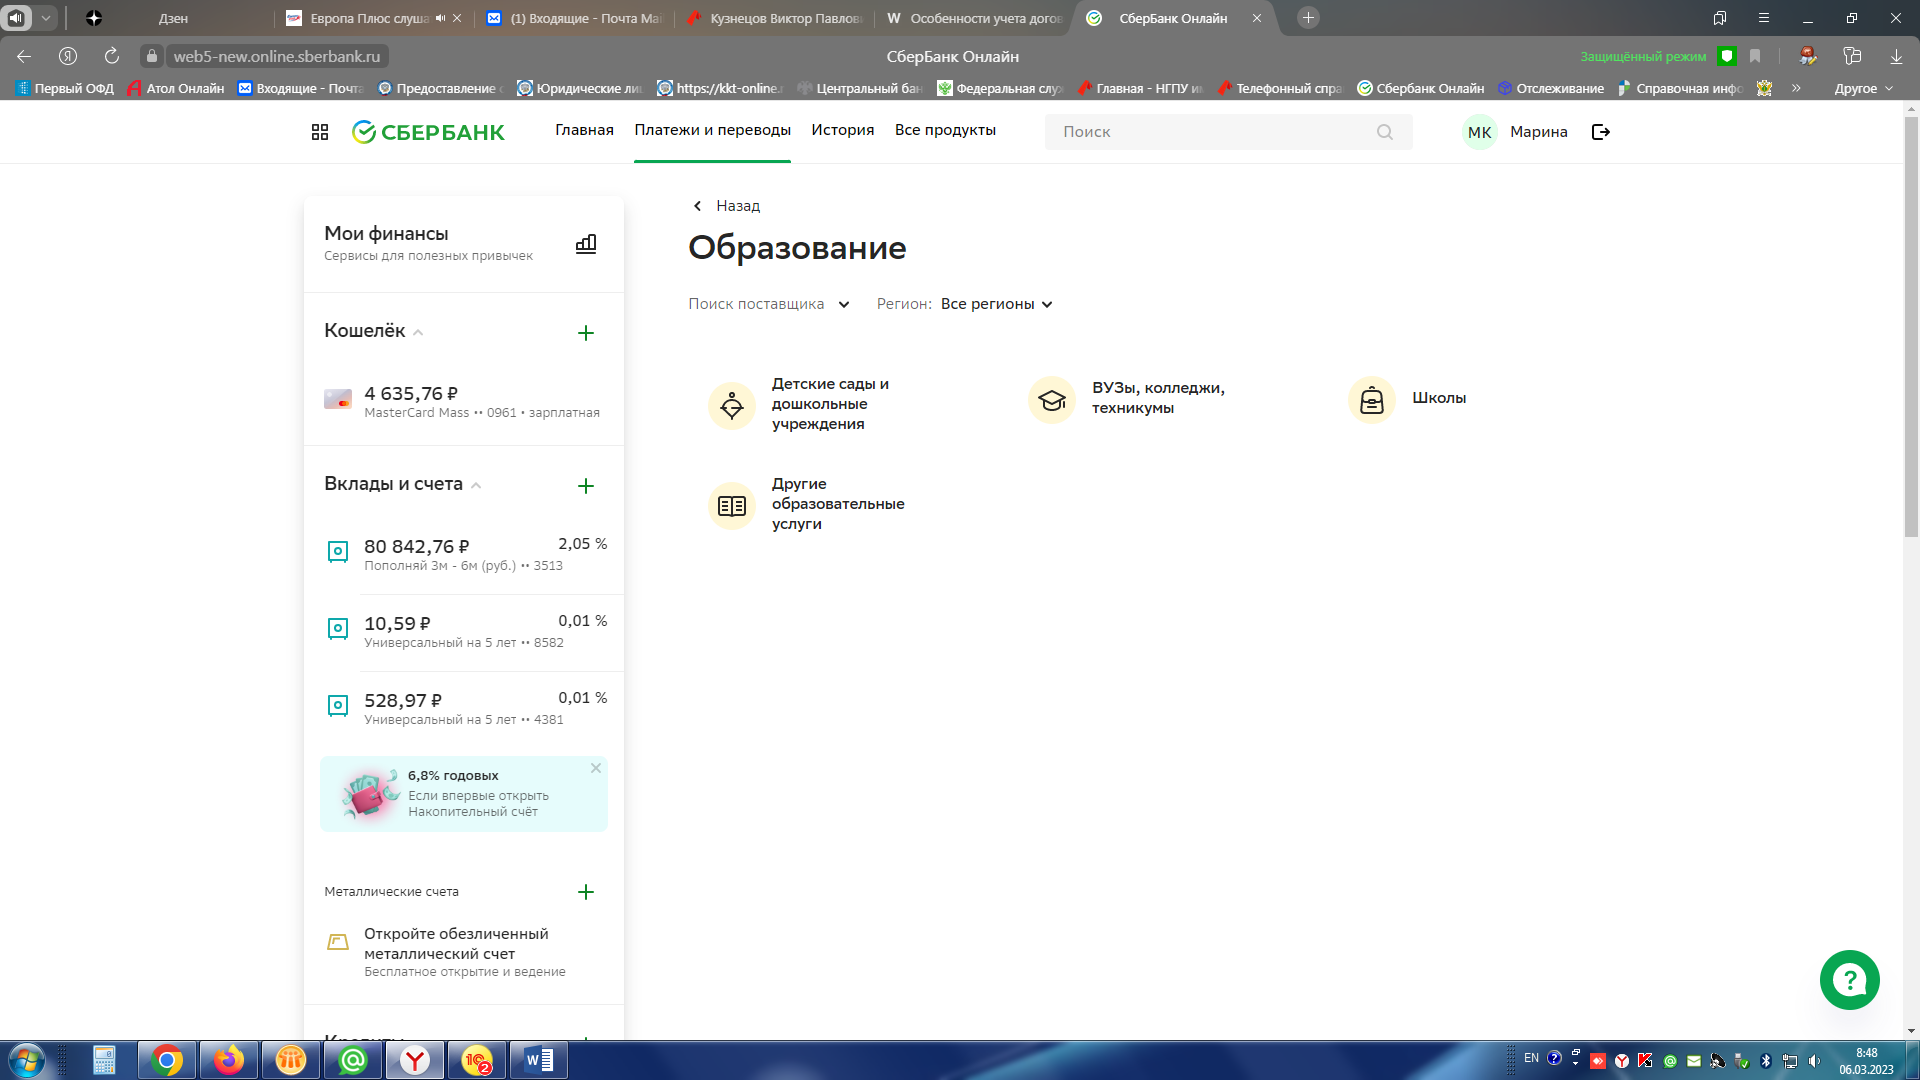 Дзен
Европа Плюс слуша
(1) Входящие - Почта Mai
Кузнецов Виктор Павлов
Особенности учета догов
СберБанк Онлайн
web5-new.online.sberbank.ru
СберБанк Онлайн
Защищённый режим
Первый ОФД
Атол Онлайн
Входящие - Почта
Предоставление
Юридические ли
https://kkt-online.
Центральный бан
Федеральная слу
Главная - НГПУ и
Телефонный спра
Сбербанк Онлайн
Отслеживание
Справочная инфо
Другое
СБЕРБАНК
Главная
Платежи и переводы
История
Все продукты
Поиск
МК
Марина
Мои финансы
Сервисы для полезных привычек
Кошелёк
4 635,76 ₽
MasterCard Mass •• 0961 • зарплатная
Вклады и счета
80 842,76 ₽
2,05 %
Пополняй 3м - 6м (руб.) •• 3513
10,59 ₽
0,01 %
Универсальный на 5 лет •• 8582
528,97 ₽
0,01 %
Универсальный на 5 лет •• 4381
6,8% годовых
Если впервые открыть
Накопительный счёт
Металлические счета
Откройте обезличенный
металлический счет
Бесплатное открытие и ведение
Назад
Образование
Поиск поставщика
Регион: Все регионы
Детские сады и
дошкольные
учреждения
ВУЗы, колледжи,
техникумы
Школы
Другие
образовательные
услуги
EN
8:48
06.03.2023